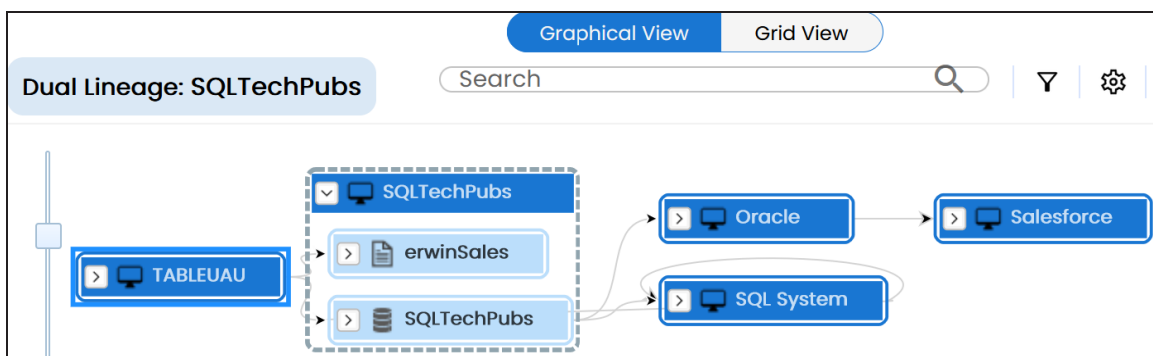 Graphical View
Grid View
Dual Lineage: SQLTechPubs
Search
SQLTechPubs
erwinSales
SQLTechPubs
TABLEUAU
Oracle
Salesforce
SQL System